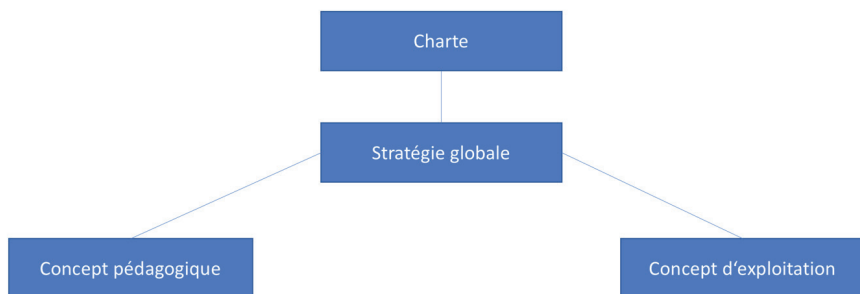 Charte
Stratégie globale
Concept pédagogique
Concept d‘exploitation